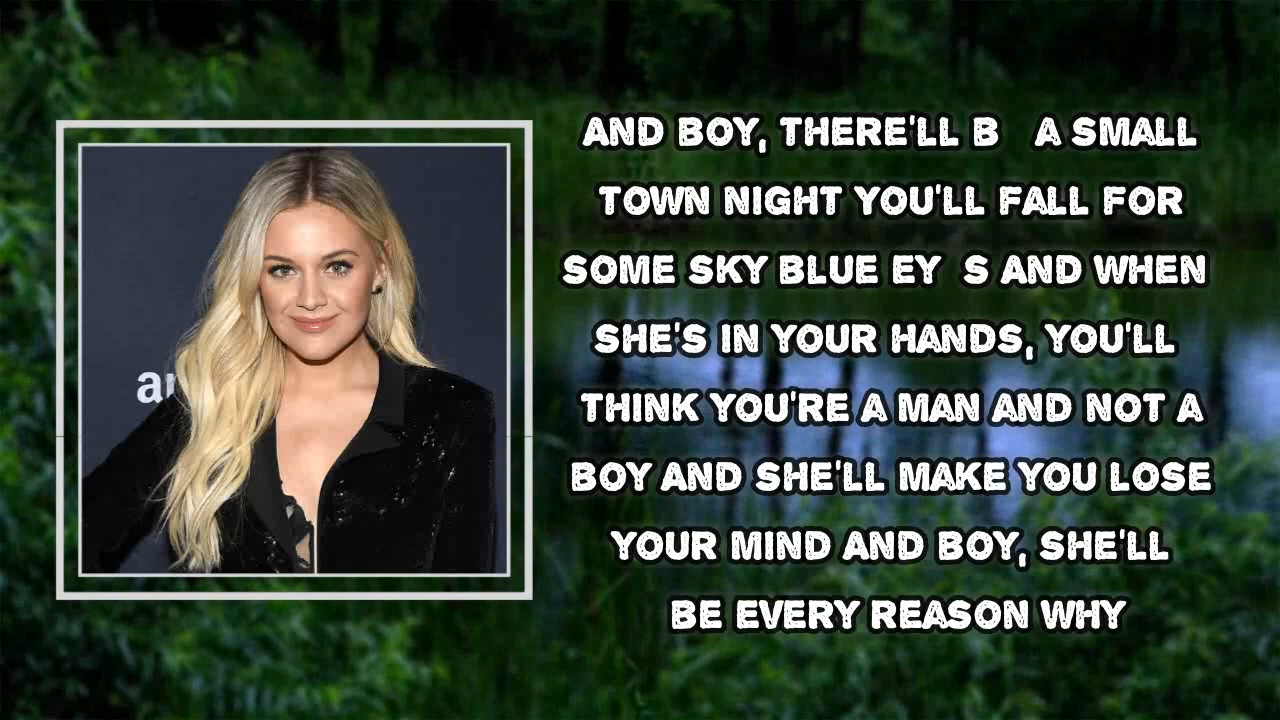 AND BOY, THERE'LL B   A SMALL
TOWN NIGHT YOU'LL FALL FOR
SOME SKY BLUE EY  S AND WHEN
SHE'S IN YOUR HANDS, YOU'LL
THINK YOU'RE A MAN AND NOT A
BOY AND SHE'LL MAKE YOU LOSE
YOUR MIND AND BOY, SHE'LL
BE EVERY REASON WHY